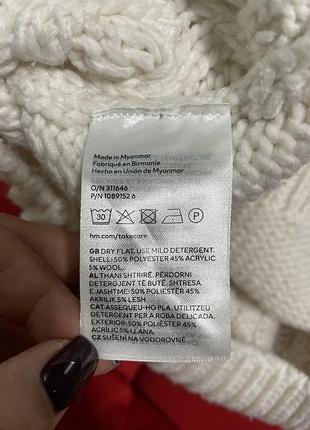 Made in Myanmar
Fabriqué en Birmanie
Hecho en Unión de Myanmar
O/N 311646
P/N 1089152 6
30
P
hm.com/takecare
GB DRY FLAT. USE MILD DETERGENT.
SHELL: 50% POLYESTER 45% ACRYLIC
5% WOOL.
AL THANI SHTRIRË. PËRDORNI
DETERGJENT TË BUTË. SHTRESA
E JASHTME: 50% POLIESTËR 45%
AKRILIK 5% LESH.
CAT ASSEQUEU-HO PLA. UTILITZEU
DETERGENT PER A ROBA DELICADA.
EXTERIOR: 50% POLIÈSTER 45%
ACRÍLIC 5% LLANA.
CZ SUŠENÍ NA VODOROVNÉ